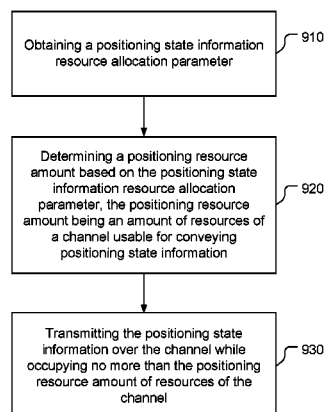 Obtaining a positioning state information
resource allocation parameter
910
Determining a positioning resource
amount based on the positioning state
information resource allocation
parameter, the positioning resource
amount being an amount of resources of
a channel usable for conveying
positioning state information
920
Transmitting the positioning state
information over the channel while
occupying no more than the positioning
resource amount of resources of the
channel
930